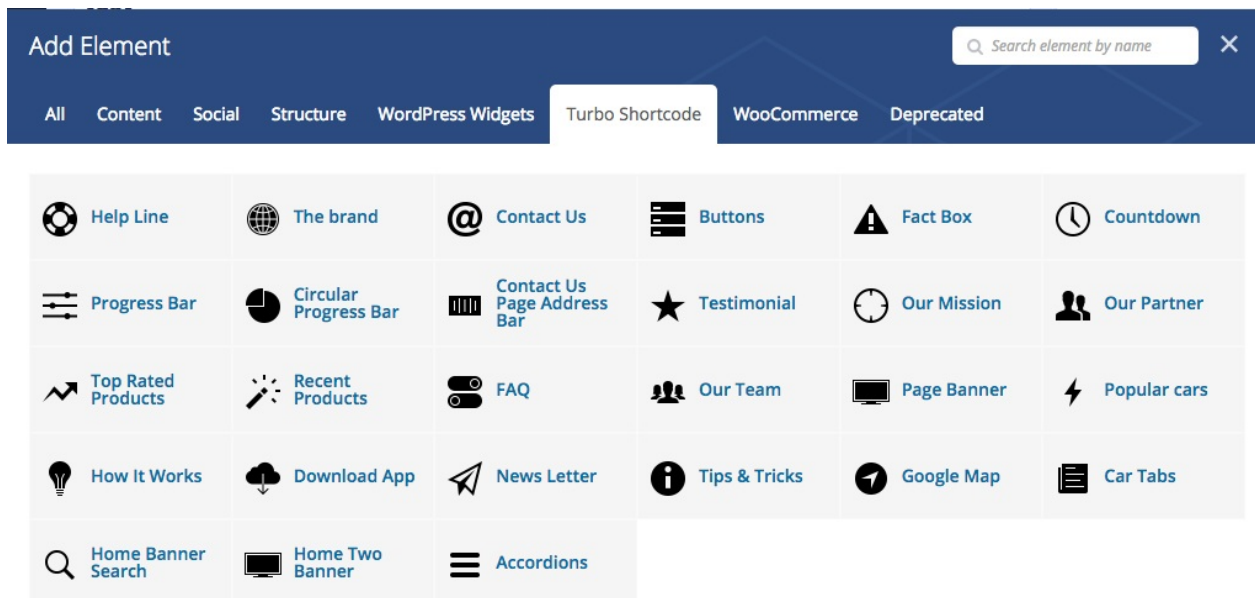 Add Element
Search element by name
All Content Social Structure WordPress Widgets Turbo Shortcode WooCommerce Deprecated
Help Line
The brand
Contact Us
Buttons
Fact Box
Countdown
Progress Bar
Circular
Progress Bar
Contact Us
Page Address
Bar
Testimonial
Our Mission
Our Partner
Top Rated
Products
Recent
Products
FAQ
Our Team
Page Banner
Popular cars
How It Works
Download App
News Letter
Tips & Tricks
Google Map
Car Tabs
Home Banner
Search
Home Two
Banner
Accordions